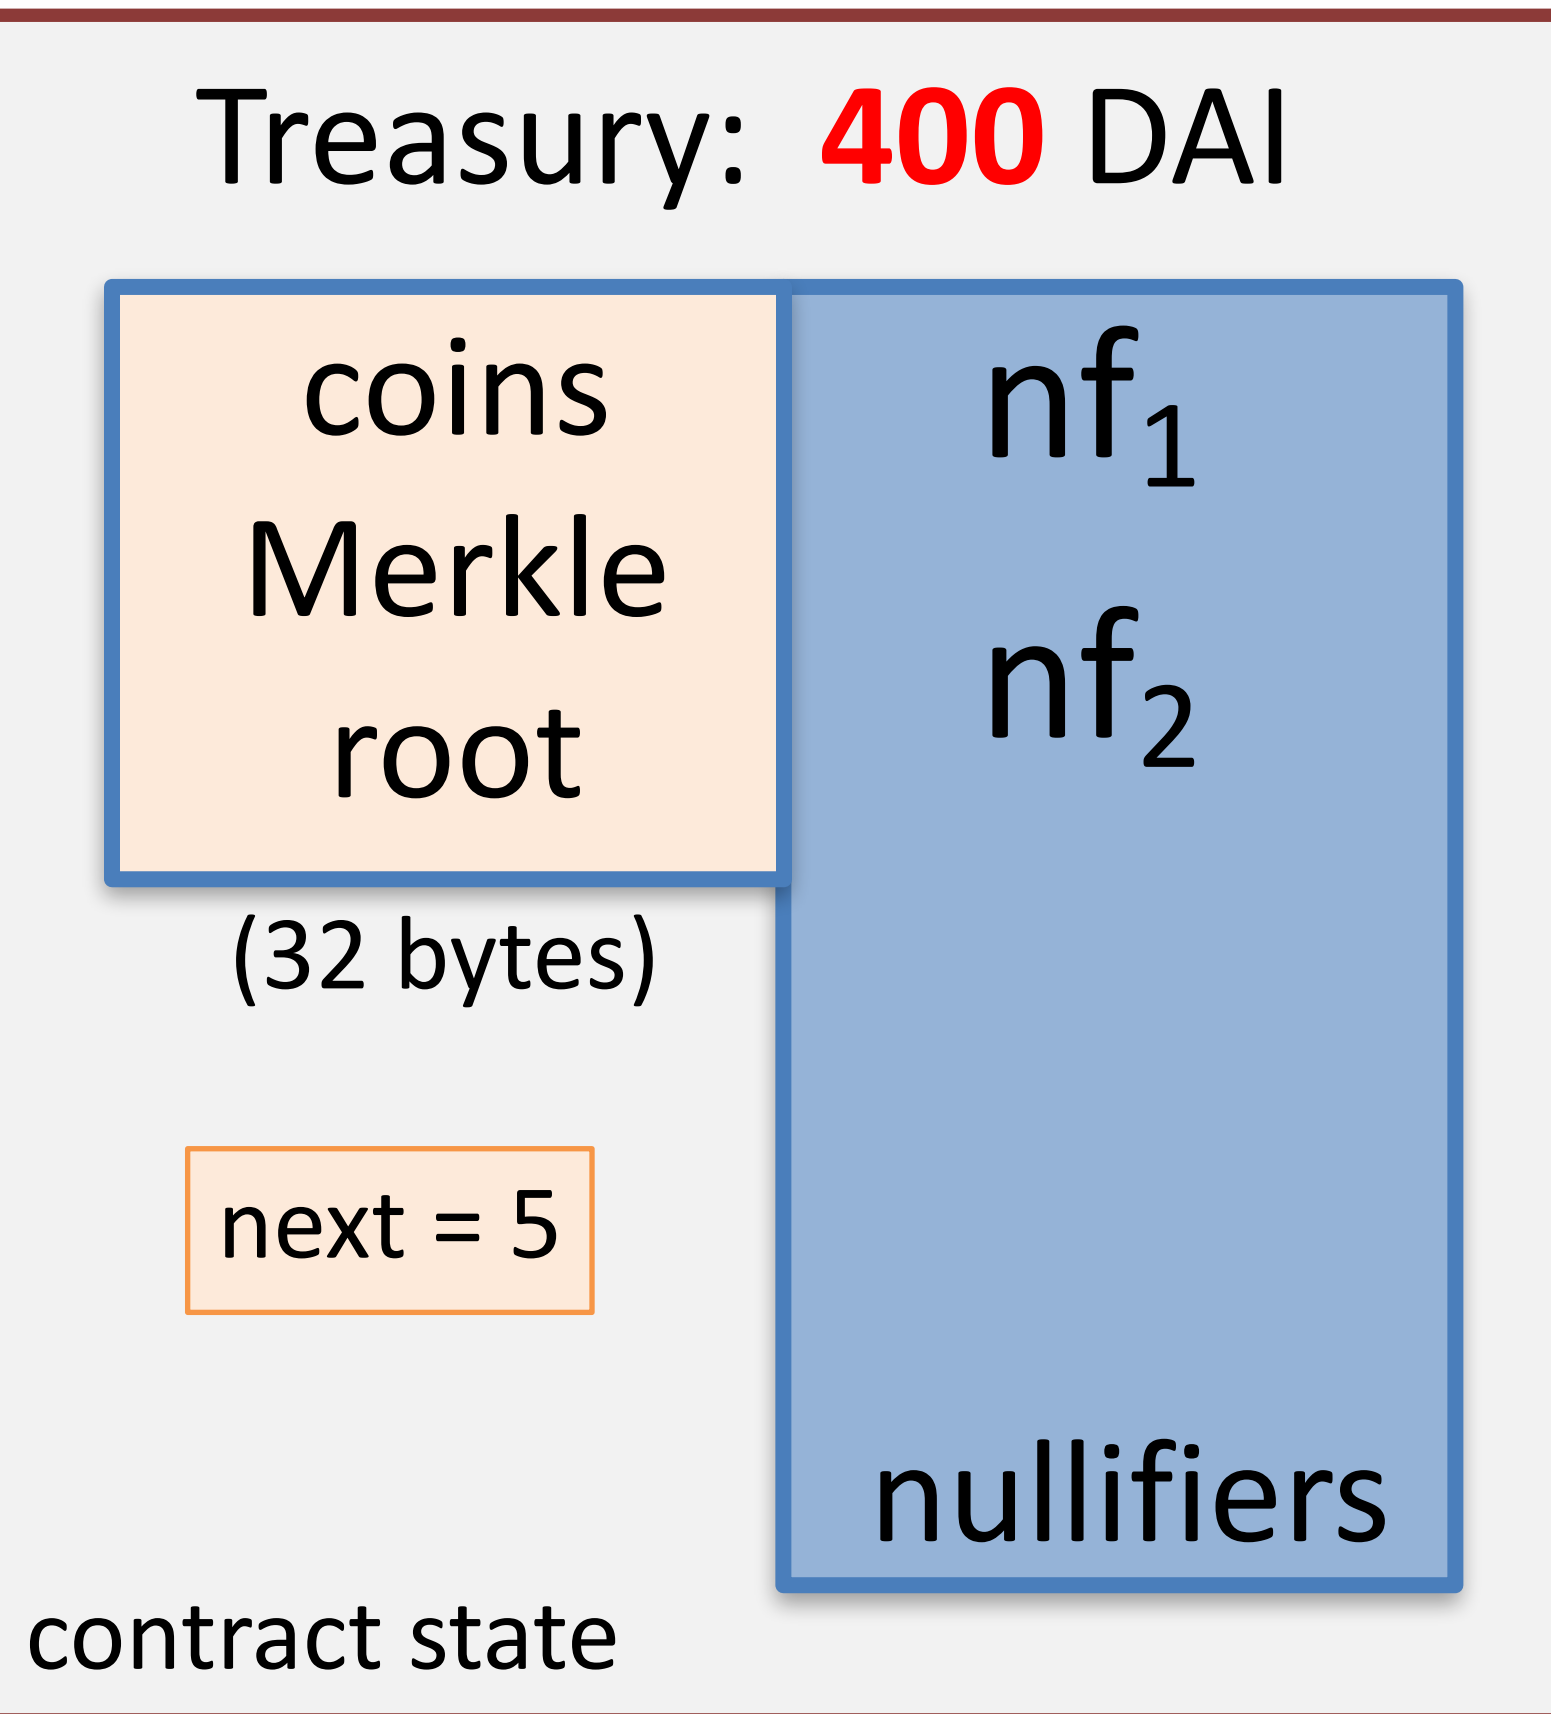 Treasury: 400 DAI
coins
Merkle
root
(32 bytes)
next = 5
nf₁
nf₂
nullifiers
contract state